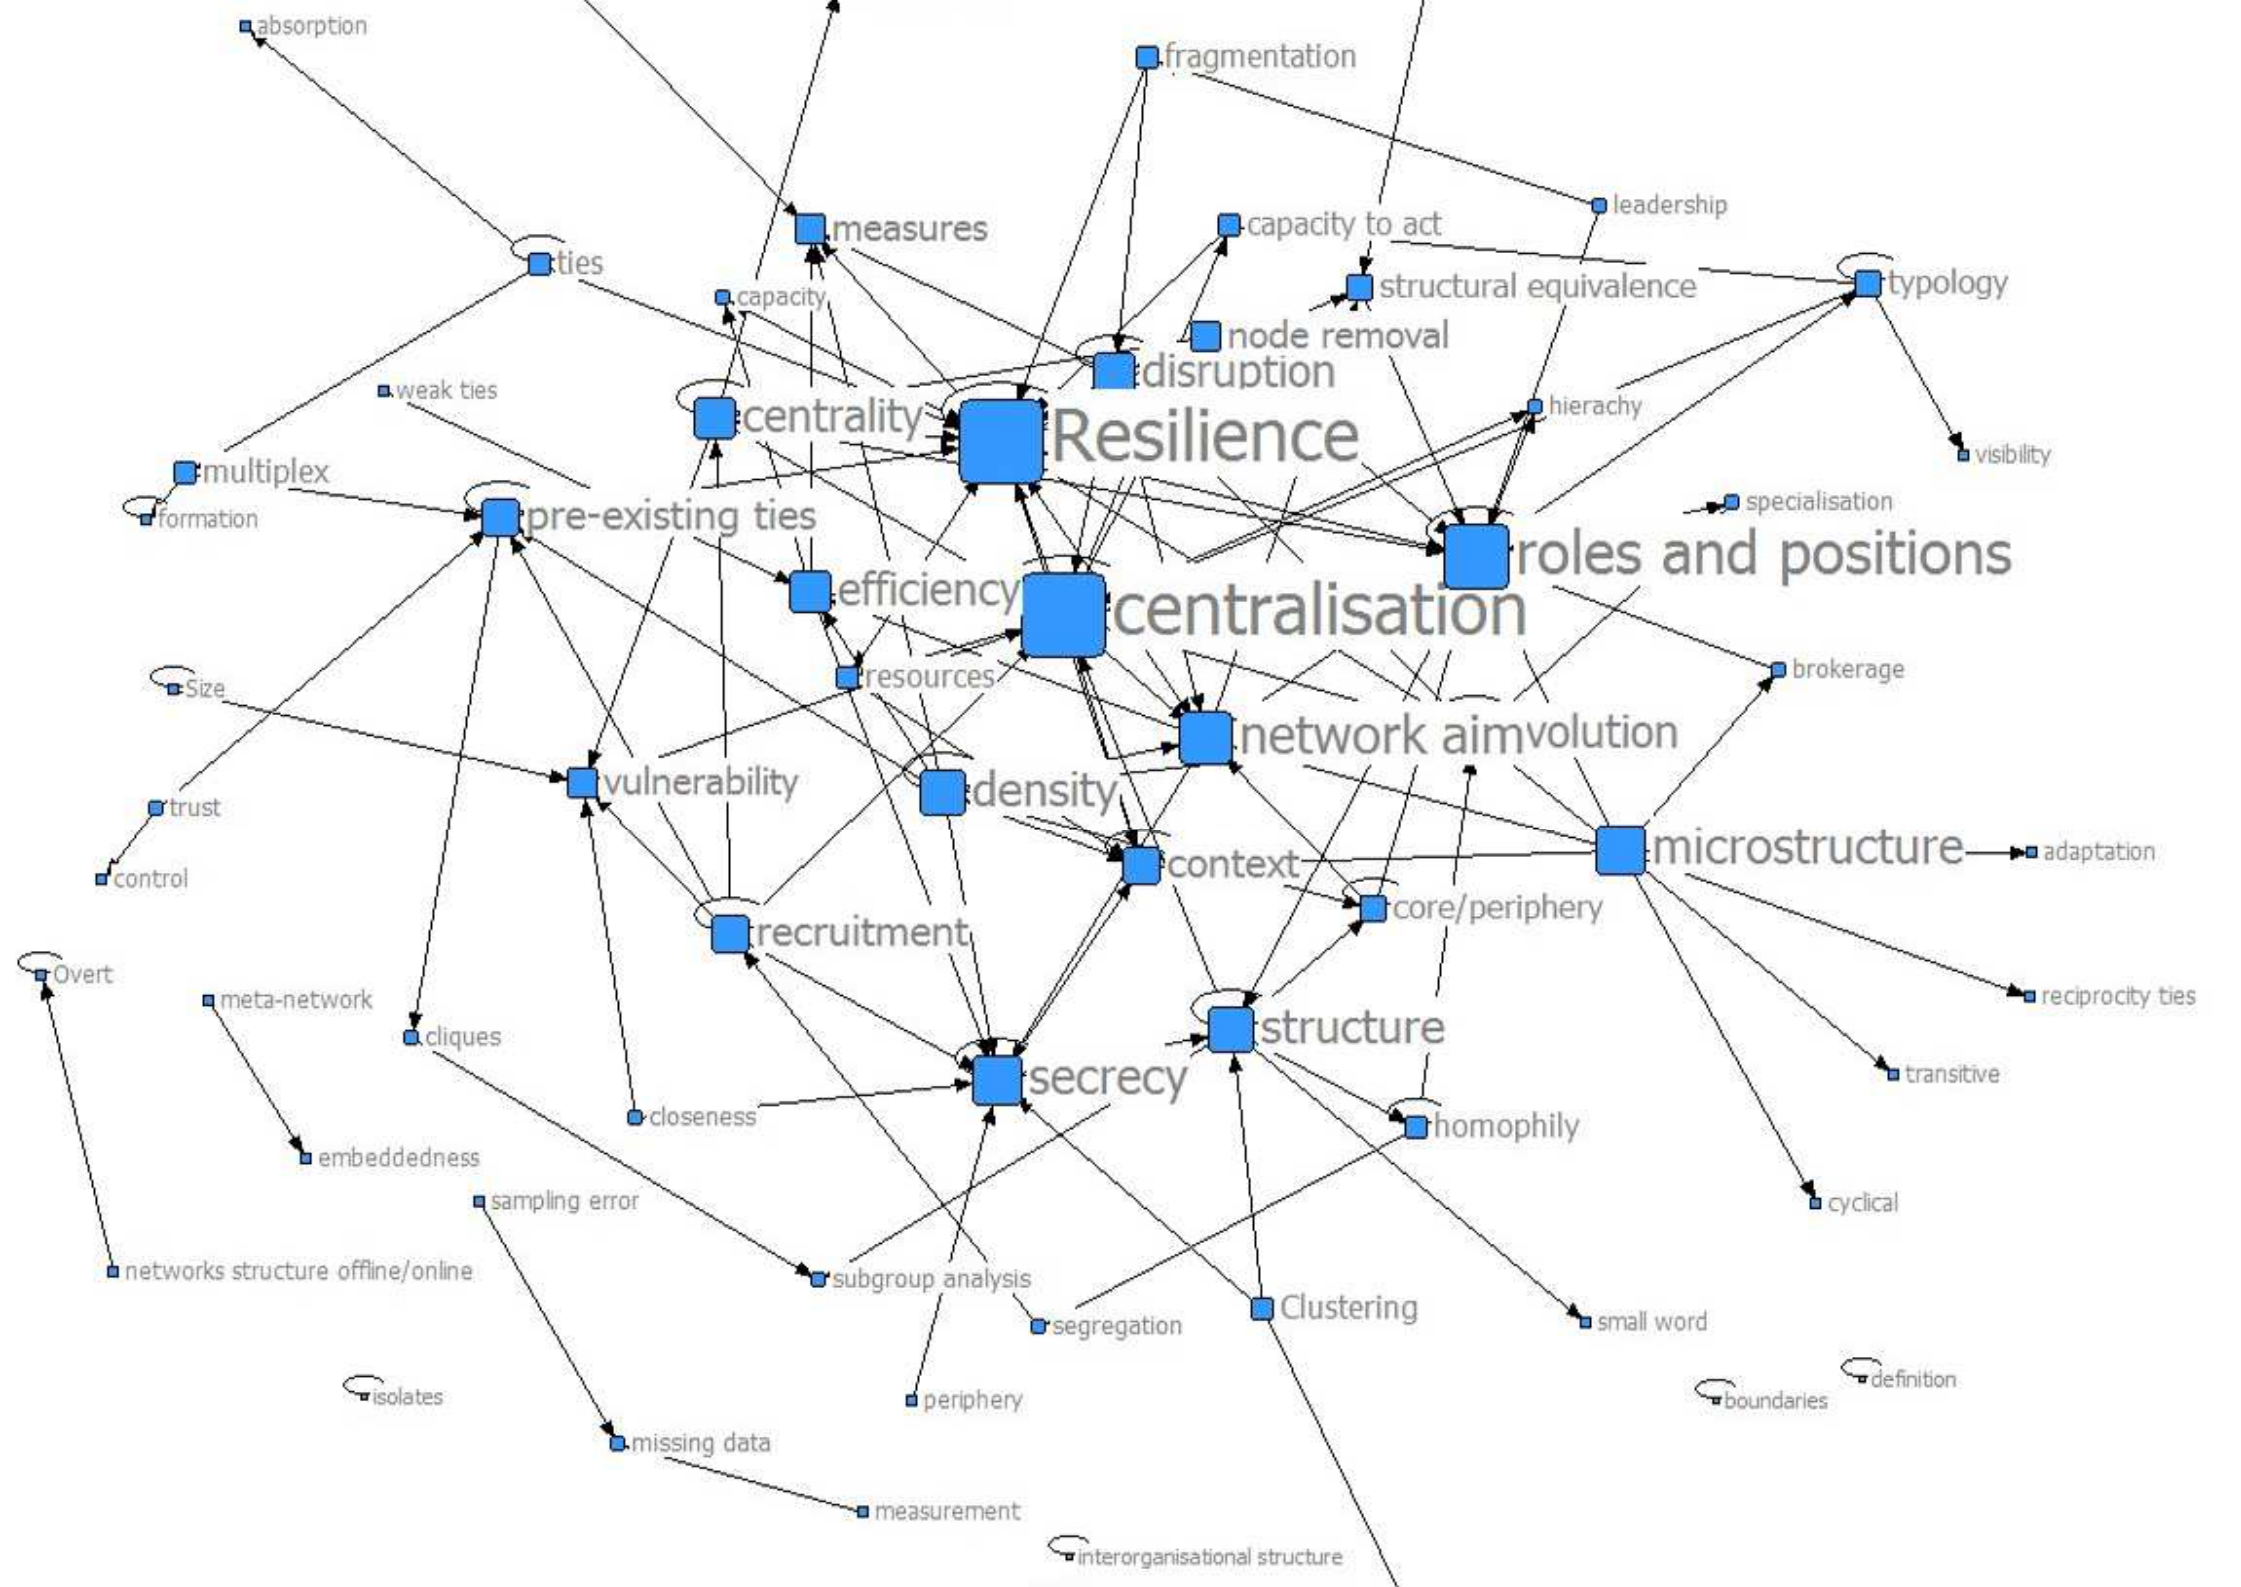 absorption
fragmentation
leadership
measures
capacity to act
ties
typology
structural equivalence
capacity
node removal
disruption
weak ties
hierachy
centrality
Resilience
visibility
multiplex
specialisation
formation
pre-existing ties
roles and positions
efficiency
centralisation
brokerage
resources
Size
network aim
volution
vulnerability
density
trust
microstructure
adaptation
context
control
core/periphery
recruitment
Overt
meta-network
reciprocity ties
structure
cliques
secrecy
transitive
closeness
homophily
embeddedness
sampling error
cyclical
networks structure offline/online
subgroup analysis
Clustering
segregation
small word
definition
isolates
periphery
boundaries
missing data
measurement
interorganisational structure